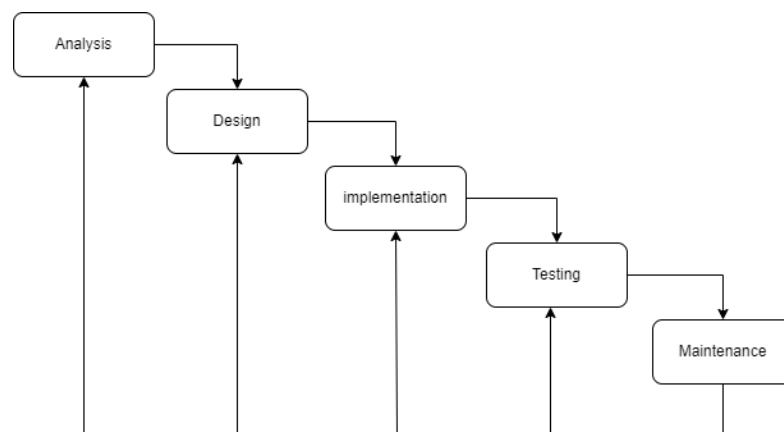 Analysis
Design
implementation
Testing
Maintenance